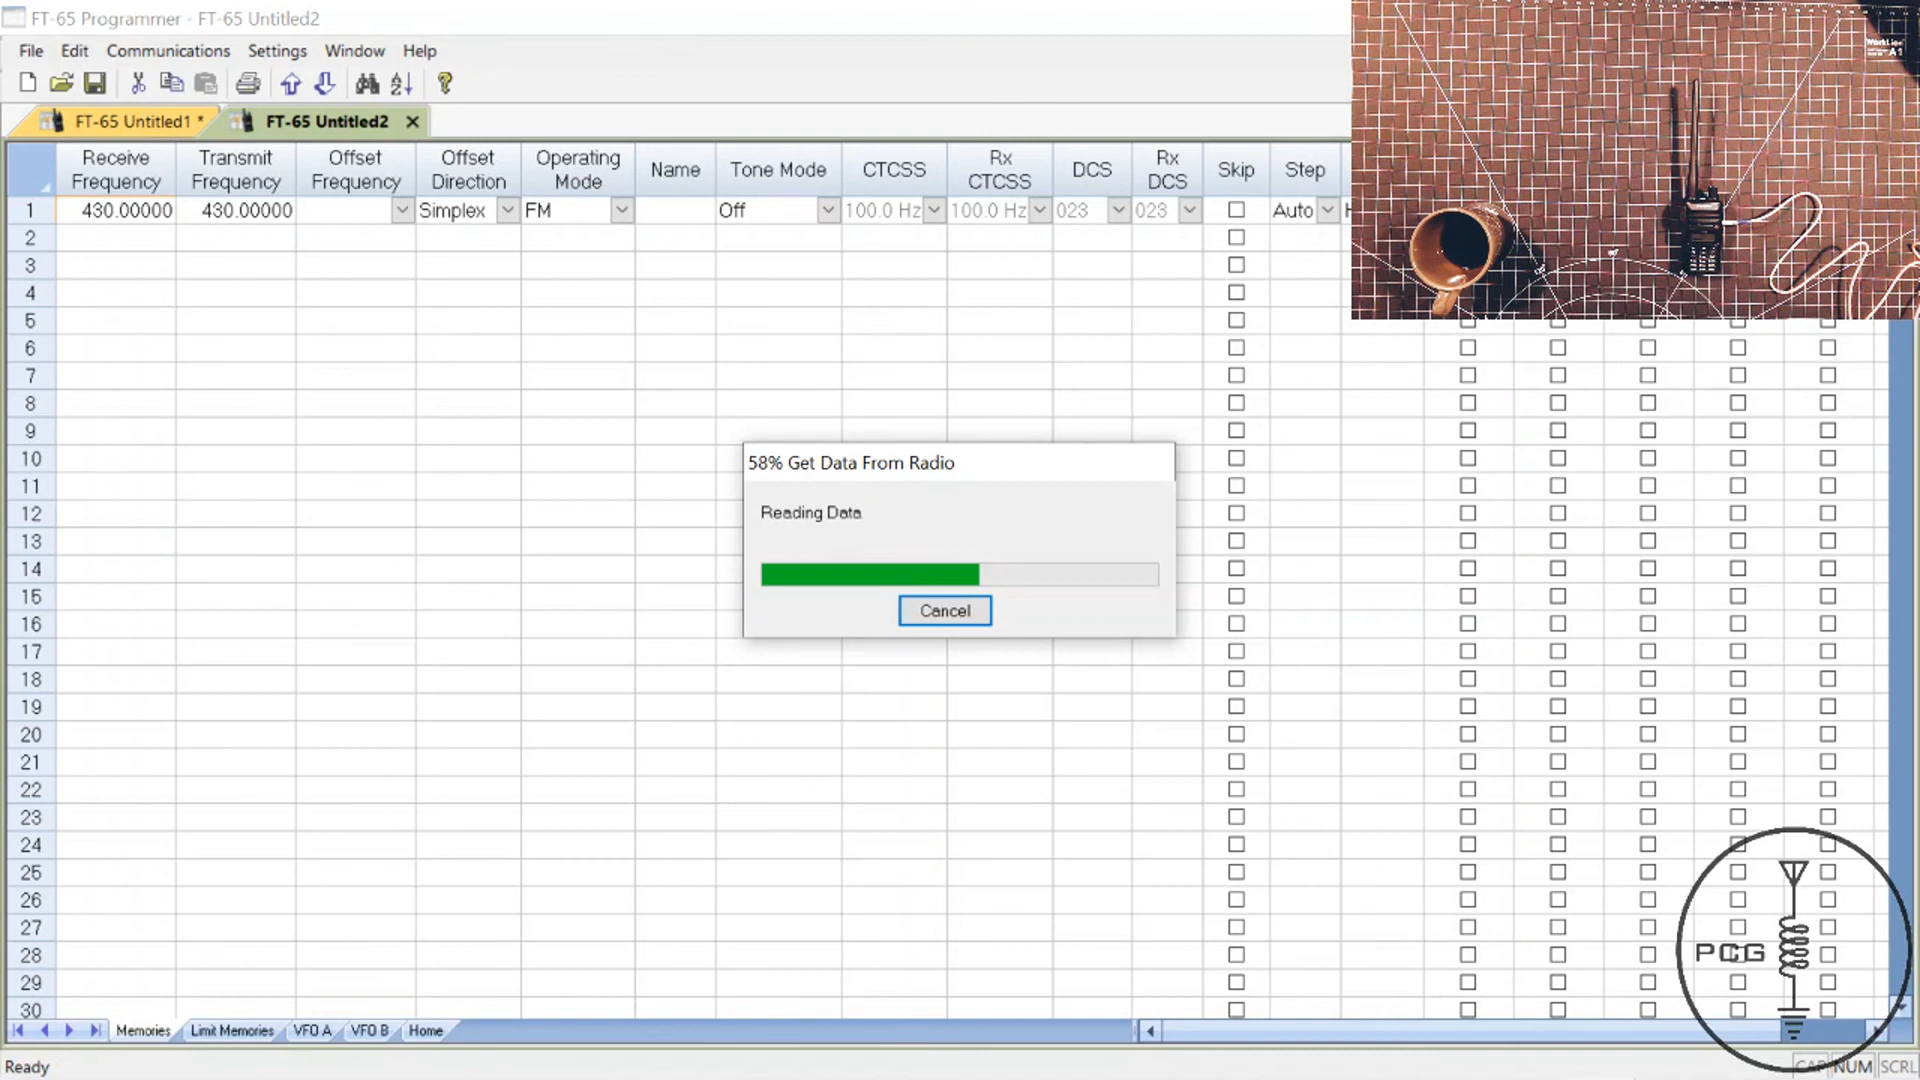 FT-65 Programmer - FT-65 Untitled2
File Edit Communications Settings Window Help
FT-65 Untitled1 * FT-65 Untitled2
Receive Frequency Transmit Frequency Offset Frequency Offset Direction Operating Mode Name Tone Mode CTCSS Rx CTCSS DCS Rx DCS Skip Step
1 430.00000 430.00000 Simplex FM Off 100.0 Hz 100.0 Hz 023 023 Auto H
2
3
4
5
6
7
8
9
10
11
12
13
14
15
16
17
18
19
20
21
22
23
24
25
26
27
28
29
30
58% Get Data From Radio
Reading Data
Cancel
PCG
Memories Limit Memories VFO A VFO B Home
Ready
CAP NUM SCRL